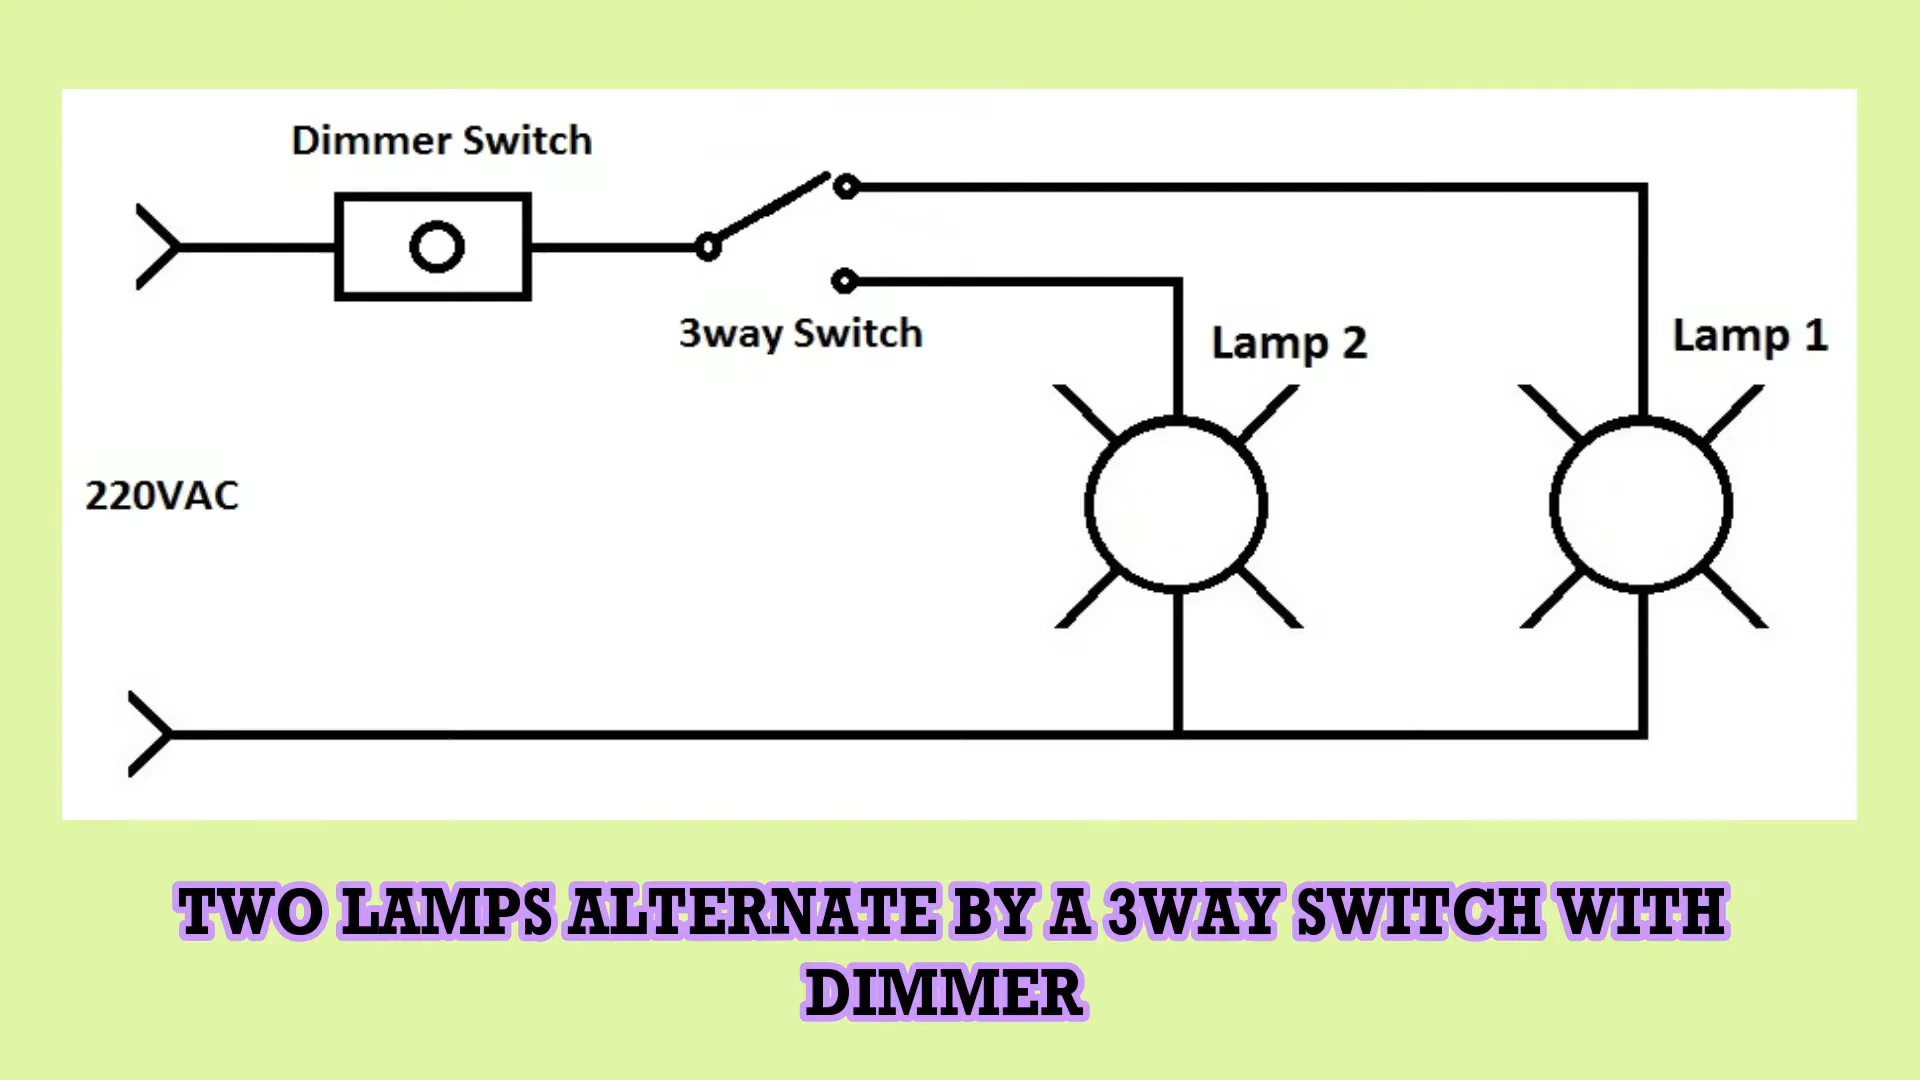 Dimmer Switch
3way Switch
Lamp 2
Lamp 1
220VAC
TWO LAMPS ALTERNATE BY A 3WAY SWITCH WITH
DIMMER